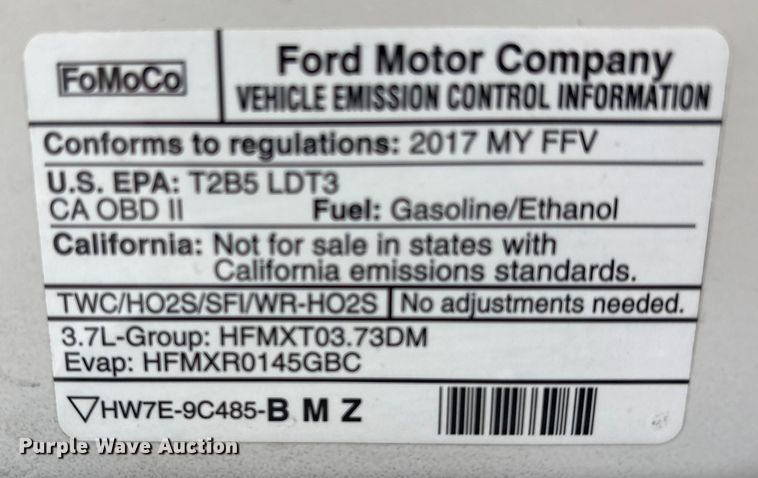 FoMoCo
Ford Motor Company
VEHICLE EMISSION CONTROL INFORMATION
Conforms to regulations: 2017 MY FFV
U.S. EPA: T2B5 LDT3
CA OBD II Fuel: Gasoline/Ethanol
California: Not for sale in states with
California emissions standards.
TWC/HO2S/SFI/WR-HO2S No adjustments needed.
3.7L-Group: HFMXT03.73DM
Evap: HFMXR0145GBC
▽HW7E-9C485-B M Z
Purple Wave Auction